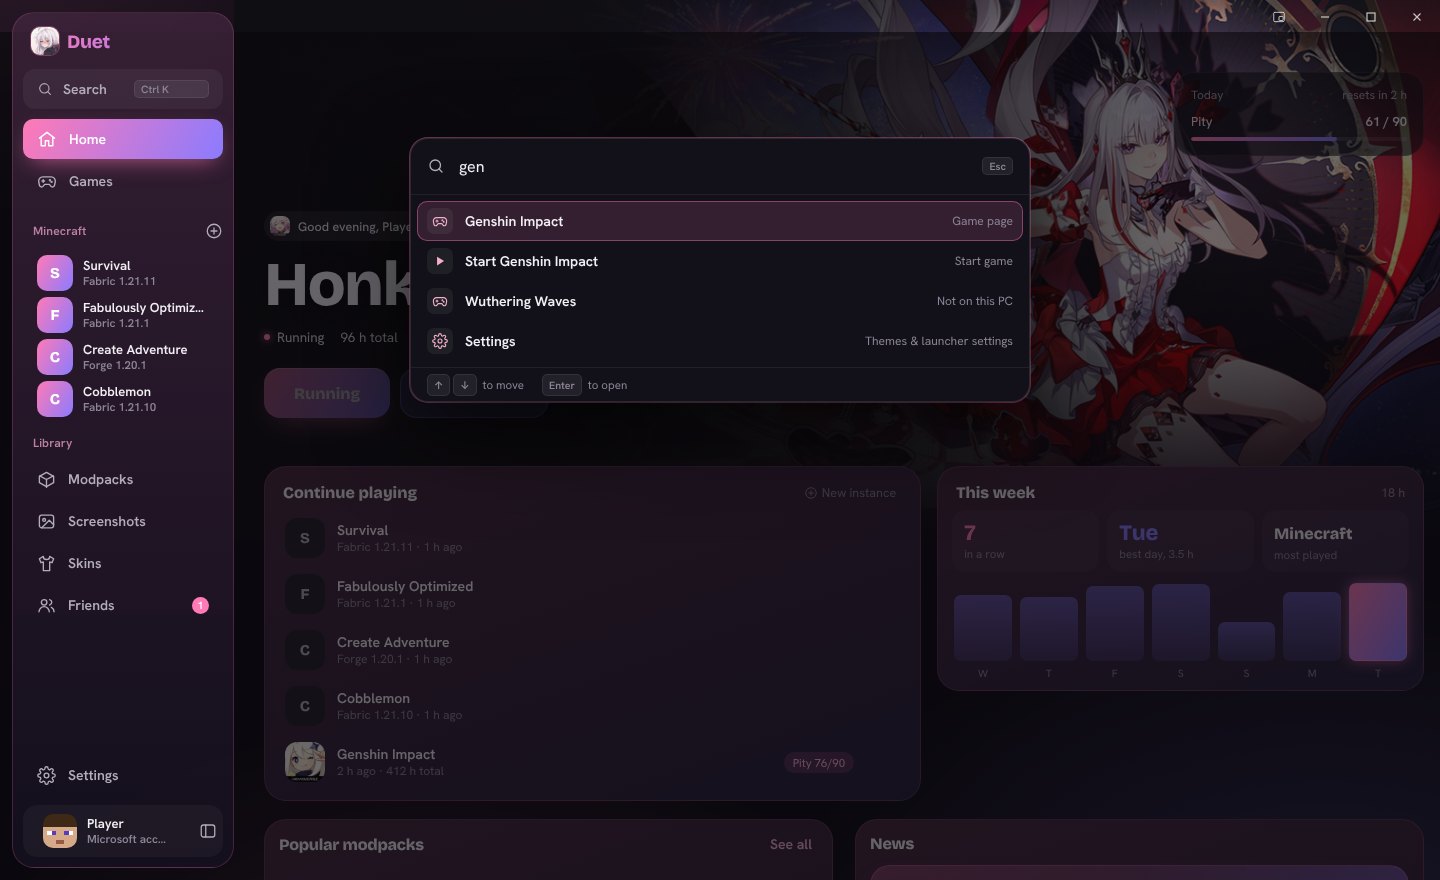 Duet
Search
Ctrl K
Home
Games
Minecraft
S
Survival
Fabric 1.21.11
F
Fabulously Optimiz...
Fabric 1.21.1
C
Create Adventure
Forge 1.20.1
C
Cobblemon
Fabric 1.21.10
Library
Modpacks
Screenshots
Skins
Friends
1
Settings
Player
Microsoft acc...
Today
resets in 2 h
Pity
61 / 90
gen
Esc
Genshin Impact
Game page
Start Genshin Impact
Start game
Wuthering Waves
Not on this PC
Settings
Themes & launcher settings
↑ ↓ to move
Enter to open
Good evening, Playe
Honk
Running
96 h total
Running
Continue playing
New instance
S
Survival
Fabric 1.21.11 · 1 h ago
F
Fabulously Optimized
Fabric 1.21.1 · 1 h ago
C
Create Adventure
Forge 1.20.1 · 1 h ago
C
Cobblemon
Fabric 1.21.10 · 1 h ago
Genshin Impact
2 h ago · 412 h total
Pity 76/90
This week
18 h
7
in a row
Tue
best day, 3.5 h
Minecraft
most played
W T F S S M T
Popular modpacks
See all
News